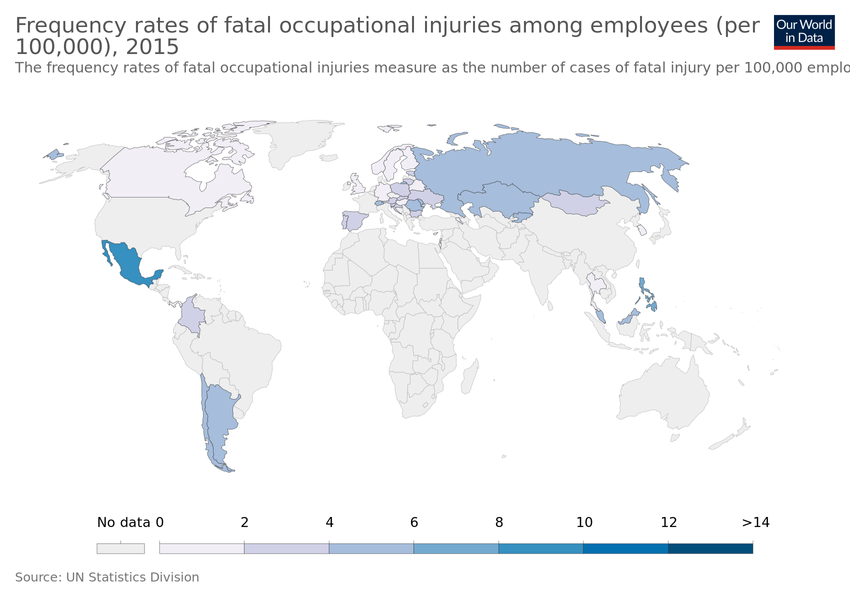 Frequency rates of fatal occupational injuries among employees (per
100,000), 2015
Our World
in Data
The frequency rates of fatal occupational injuries measure as the number of cases of fatal injury per 100,000 emplo
No data 0 2 4 6 8 10 12 >14
Source: UN Statistics Division